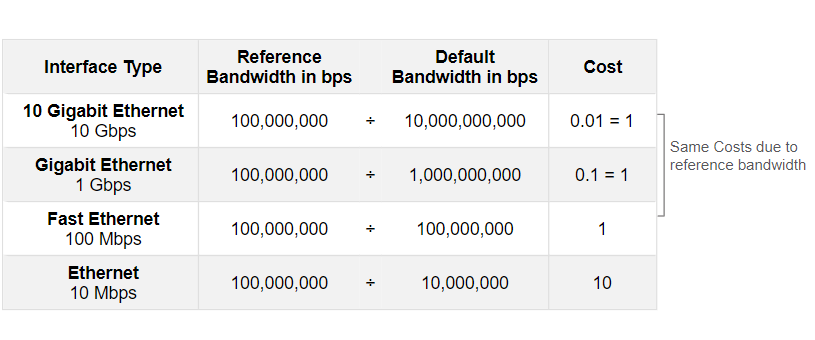 Interface Type
Reference
Bandwidth in bps
Default
Bandwidth in bps
Cost
10 Gigabit Ethernet
10 Gbps
100,000,000 ÷ 10,000,000,000 0.01 = 1
Gigabit Ethernet
1 Gbps
100,000,000 ÷ 1,000,000,000 0.1 = 1
Fast Ethernet
100 Mbps
100,000,000 ÷ 100,000,000 1
Ethernet
10 Mbps
100,000,000 ÷ 10,000,000 10
Same Costs due to
reference bandwidth